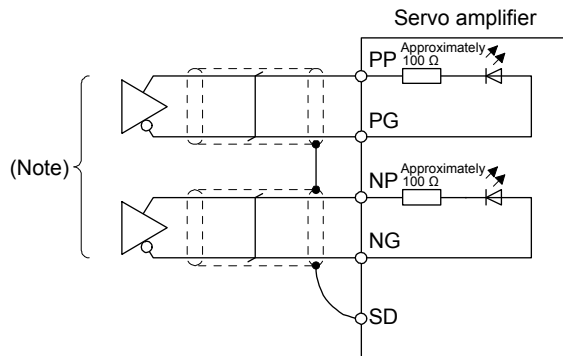 Servo amplifier
PP
Approximately
100 Ω
PG
(Note)
NP
Approximately
100 Ω
NG
SD